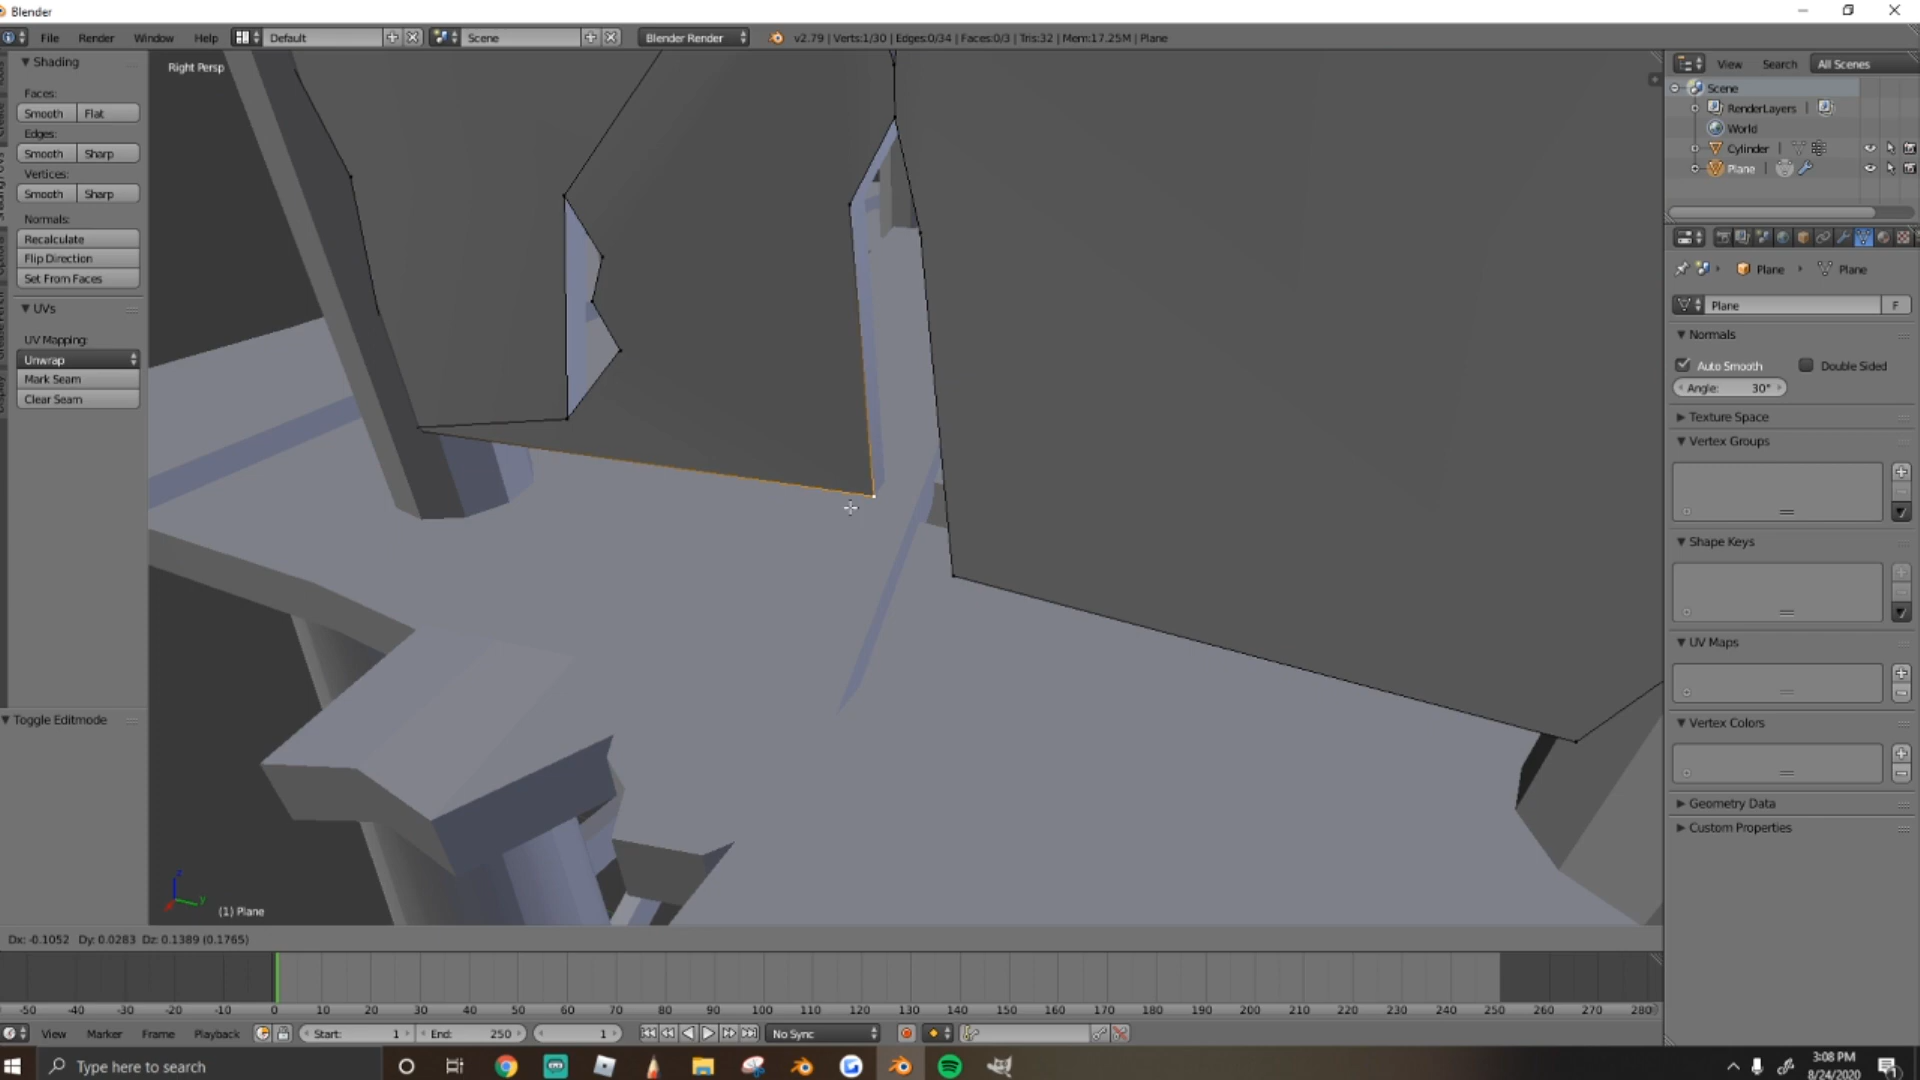 Blender
File Render Window Help Default Scene Blender Render v2.79 | Verts:1/30 | Edges:0/34 | Faces:0/3 | Tris:32 | Mem:17.25M | Plane
Shading
Faces:
Smooth Flat
Edges:
Smooth Sharp
Vertices:
Smooth Sharp
Normals:
Recalculate
Flip Direction
Set From Faces
UVs
UV Mapping:
Unwrap
Mark Seam
Clear Seam
Toggle Editmode
Right Persp
z
y
(1) Plane
View Search All Scenes
Scene
RenderLayers
World
Cylinder
Plane
Plane Plane
Plane F
Normals
Auto Smooth Double Sided
Angle: 30°
Texture Space
Vertex Groups
Shape Keys
UV Maps
Vertex Colors
Geometry Data
Custom Properties
Dx: -0.1052 Dy: 0.0283 Dz: 0.1389 (0.1765)
-50 -40 -30 -20 -10 0 10 20 30 40 50 60 70 80 90 100 110 120 130 140 150 160 170 180 190 200 210 220 230 240 250 260 270 280
View Marker Frame Playback Start: 1 End: 250 1 No Sync
Type here to search
3:08 PM
8/24/2020